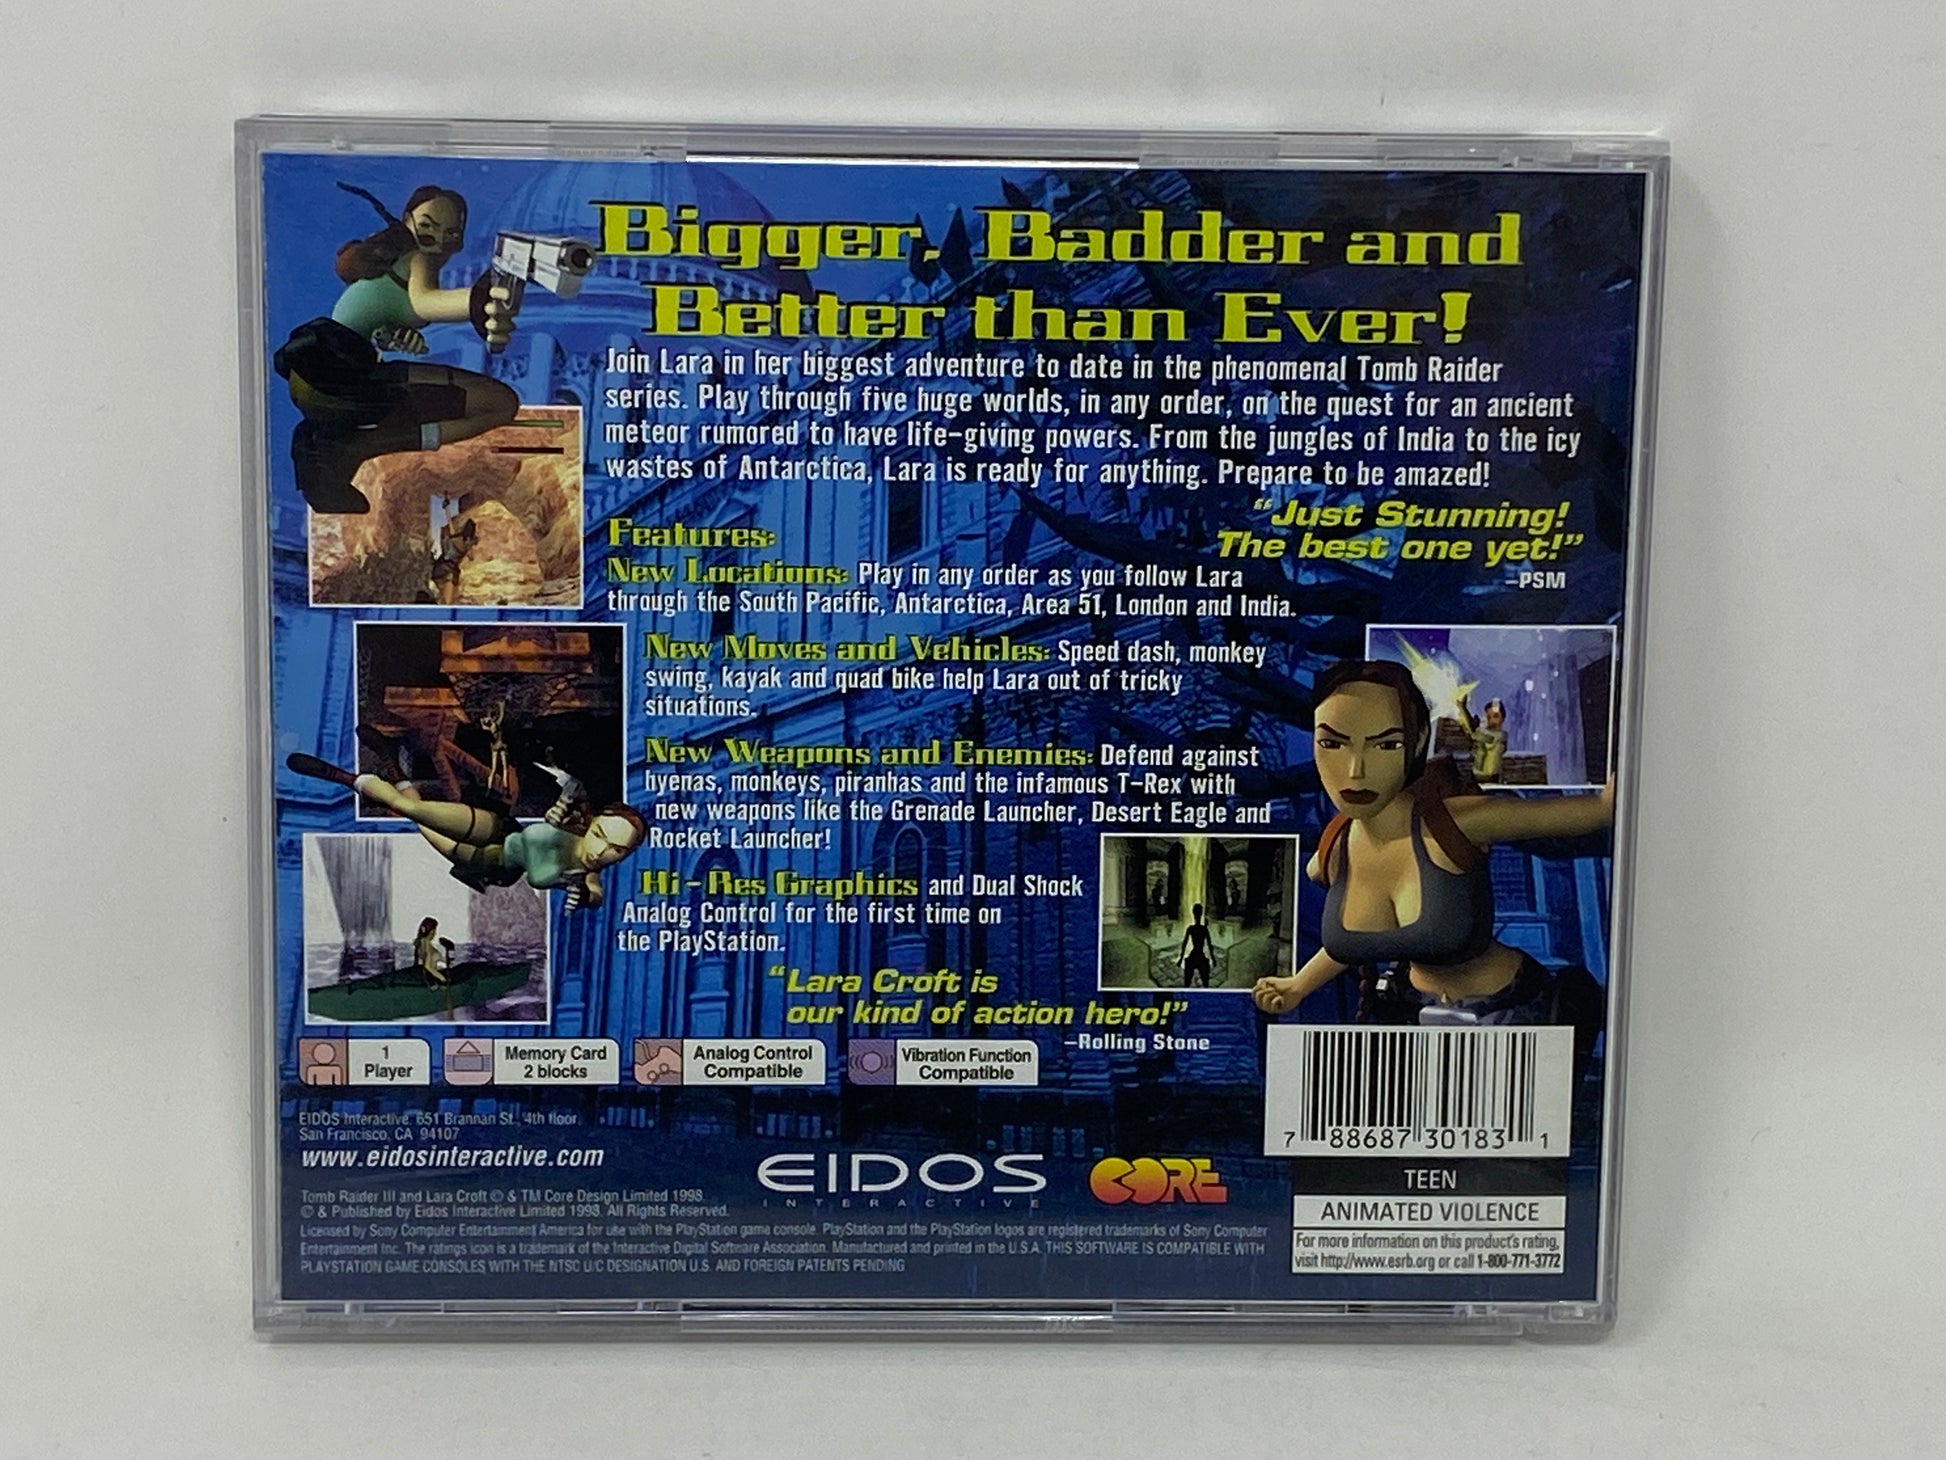 Bigger, Badder and
Better than Ever!
Join Lara in her biggest adventure to date in the phenomenal Tomb Raider
series. Play through five huge worlds, in any order, on the quest for an ancient
meteor rumored to have life-giving powers. From the jungles of India to the icy
wastes of Antarctica, Lara is ready for anything. Prepare to be amazed!
"Just Stunning!
The best one yet!"
-PSM
Features:
New Locations: Play in any order as you follow Lara
through the South Pacific, Antarctica, Area 51, London and India.
New Moves and Vehicles: Speed dash, monkey
swing, kayak and quad bike help Lara out of tricky
situations.
New Weapons and Enemies: Defend against
hyenas, monkeys, piranhas and the infamous T-Rex with
new weapons like the Grenade Launcher, Desert Eagle and
Rocket Launcher!
Hi-Res Graphics and Dual Shock
Analog Control for the first time on
the PlayStation.
"Lara Croft is
our kind of action hero!"
-Rolling Stone
1
Player
Memory Card
2 blocks
Analog Control
Compatible
Vibration Function
Compatible
EIDOS Interactive. 651 Brannan St., 4th floor
San Francisco, CA 94107
www.eidosinteractive.com
EIDOS
INTERACTIVE
CORE
Tomb Raider III and Lara Croft © & TM Core Design Limited 1998.
© & Published by Eidos Interactive Limited 1998. All Rights Reserved.
Licensed by Sony Computer Entertainment America for use with the PlayStation game console. PlayStation and the PlayStation logos are registered trademarks of Sony Computer
Entertainment Inc. The ratings icon is a trademark of the Interactive Digital Software Association. Manufactured and printed in the U.S.A. THIS SOFTWARE IS COMPATIBLE WITH
PLAYSTATION GAME CONSOLES WITH THE NTSC U/C DESIGNATION U.S. AND FOREIGN PATENTS PENDING
7 88687 30183 1
TEEN
ANIMATED VIOLENCE
For more information on this product's rating,
visit http://www.esrb.org or call 1-800-771-3772